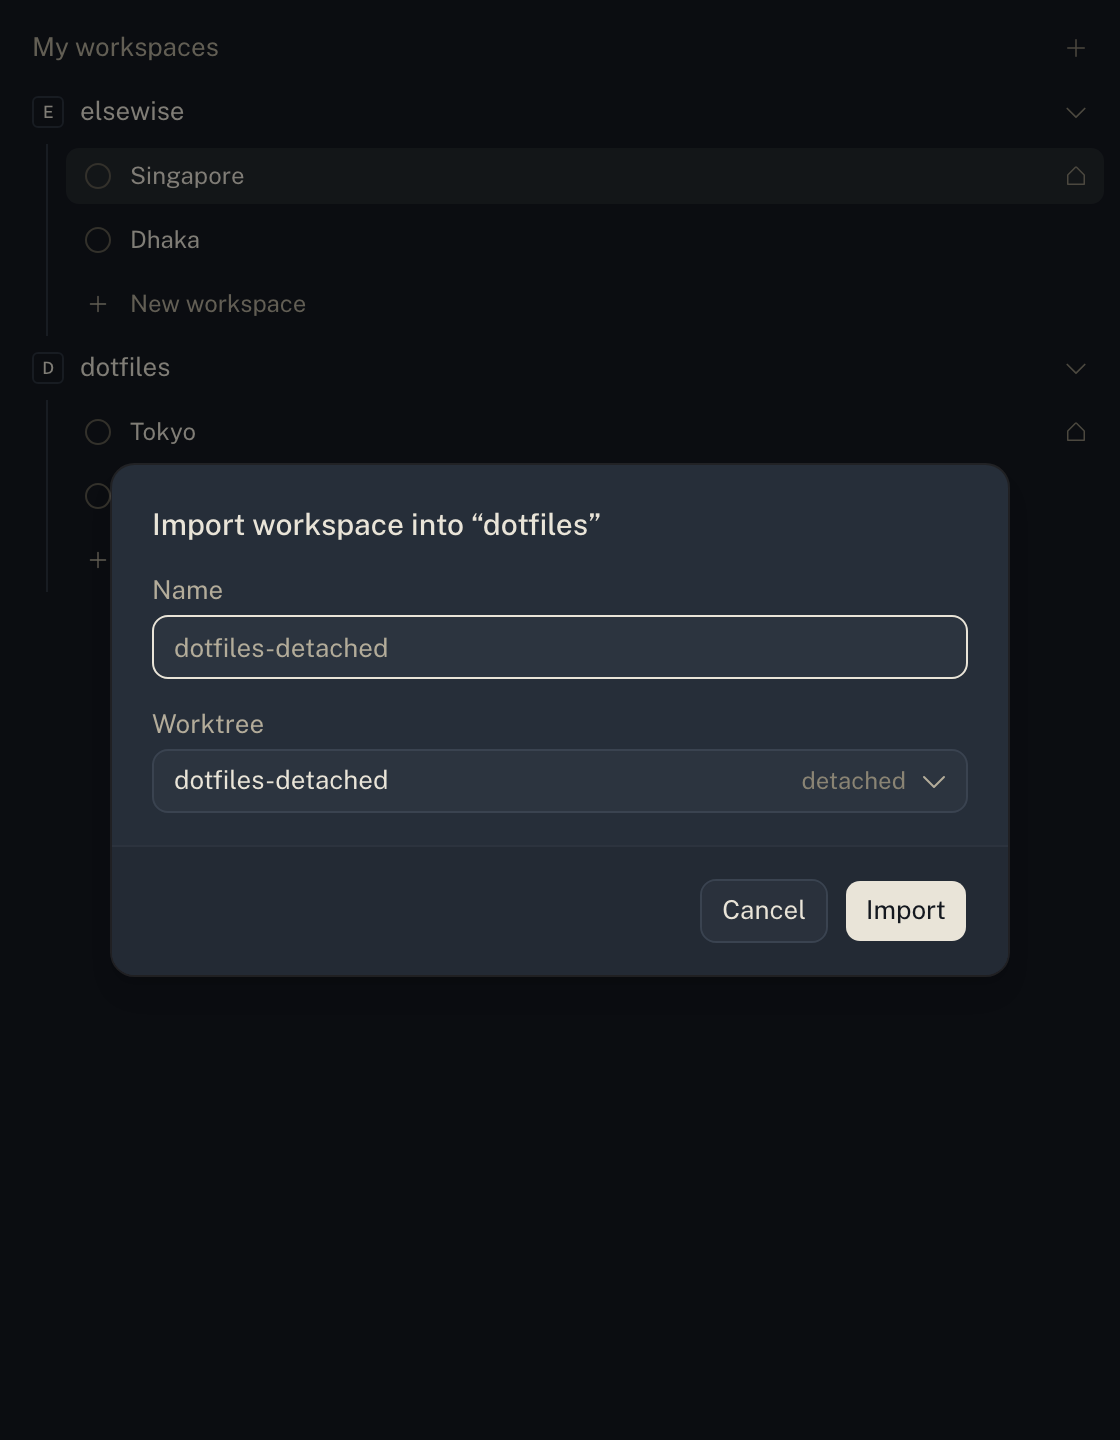 My workspaces
E elsewise
Singapore
Dhaka
New workspace
D dotfiles
Tokyo
Import workspace into “dotfiles”
Name
dotfiles-detached
Worktree
dotfiles-detached detached
Cancel Import